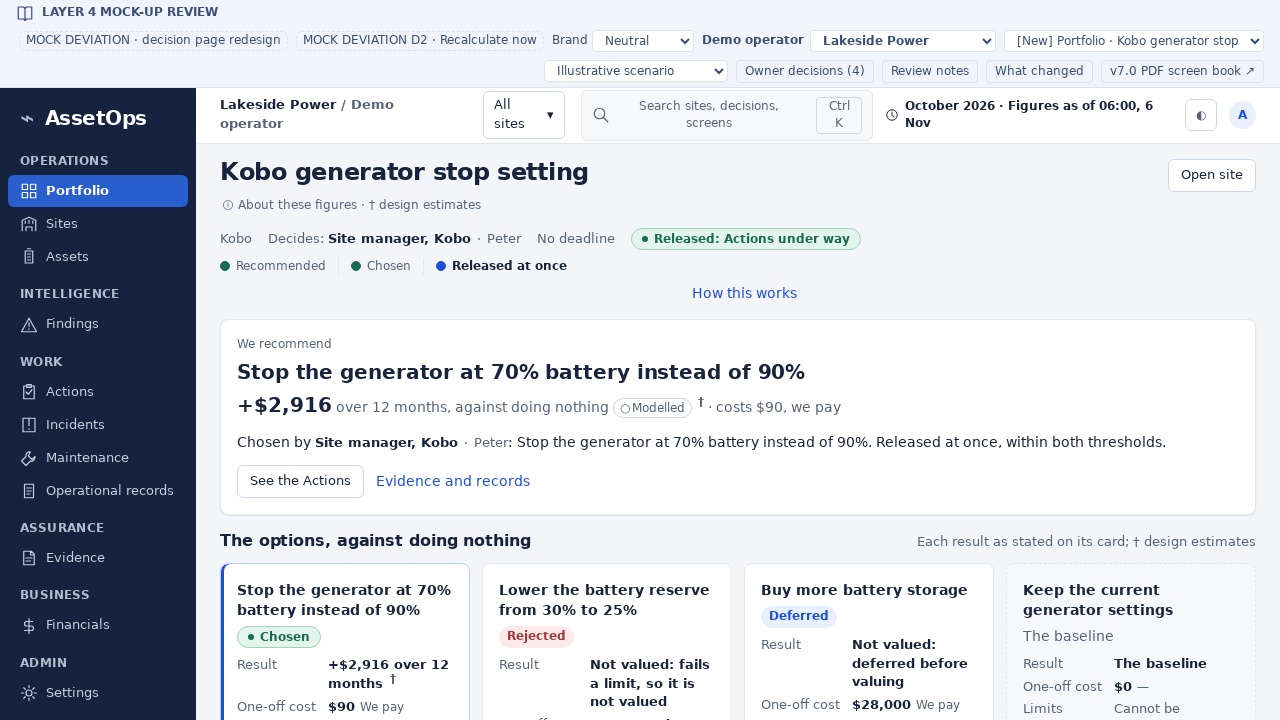 LAYER 4 MOCK-UP REVIEW
MOCK DEVIATION · decision page redesign
MOCK DEVIATION D2 · Recalculate now
Brand
Neutral
Demo operator
Lakeside Power
[New] Portfolio · Kobo generator stop
Illustrative scenario
Owner decisions (4)
Review notes
What changed
v7.0 PDF screen book ↗
AssetOps
OPERATIONS
Portfolio
Sites
Assets
INTELLIGENCE
Findings
WORK
Actions
Incidents
Maintenance
Operational records
ASSURANCE
Evidence
BUSINESS
Financials
ADMIN
Settings
Lakeside Power / Demo
operator
All
sites
Search sites, decisions,
screens
Ctrl
K
October 2026 · Figures as of 06:00, 6
Nov
A
Kobo generator stop setting
Open site
About these figures · † design estimates
Kobo
Decides: Site manager, Kobo · Peter
No deadline
Released: Actions under way
Recommended
Chosen
Released at once
How this works
We recommend
Stop the generator at 70% battery instead of 90%
+$2,916 over 12 months, against doing nothing Modelled † · costs $90, we pay
Chosen by Site manager, Kobo · Peter: Stop the generator at 70% battery instead of 90%. Released at once, within both thresholds.
See the Actions
Evidence and records
The options, against doing nothing
Each result as stated on its card; † design estimates
Stop the generator at 70%
battery instead of 90%
Chosen
Result
+$2,916 over 12
months †
One-off cost
$90 We pay
Lower the battery reserve
from 30% to 25%
Rejected
Result
Not valued: fails
a limit, so it is
not valued
Buy more battery storage
Deferred
Result
Not valued:
deferred before
valuing
One-off cost
$28,000 We pay
Keep the current
generator settings
The baseline
Result
The baseline
One-off cost
$0 —
Limits
Cannot be